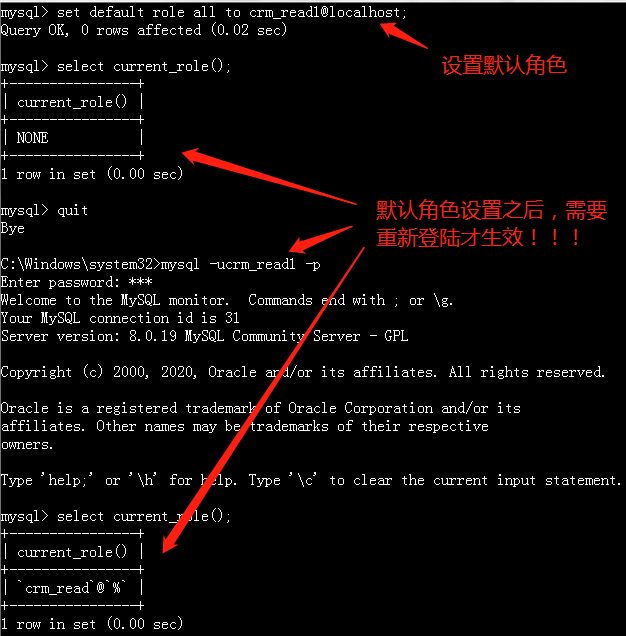 mysql> set default role all to crm_read1@localhost;
Query OK, 0 rows affected (0.02 sec)
设置默认角色
mysql> select current_role();
+----------------+
| current_role() |
+----------------+
| NONE           |
+----------------+
1 row in set (0.00 sec)
默认角色设置之后，需要
重新登陆才生效！！！
mysql> quit
Bye
C:\Windows\system32>mysql -ucrm_read1 -p
Enter password: ***
Welcome to the MySQL monitor.  Commands end with ; or \g.
Your MySQL connection id is 31
Server version: 8.0.19 MySQL Community Server - GPL
Copyright (c) 2000, 2020, Oracle and/or its affiliates. All rights reserved.
Oracle is a registered trademark of Oracle Corporation and/or its
affiliates. Other names may be trademarks of their respective
owners.
Type 'help;' or '\h' for help. Type '\c' to clear the current input statement.
mysql> select current_role();
+----------------+
| current_role() |
+----------------+
| `crm_read`@`%` |
+----------------+
1 row in set (0.00 sec)